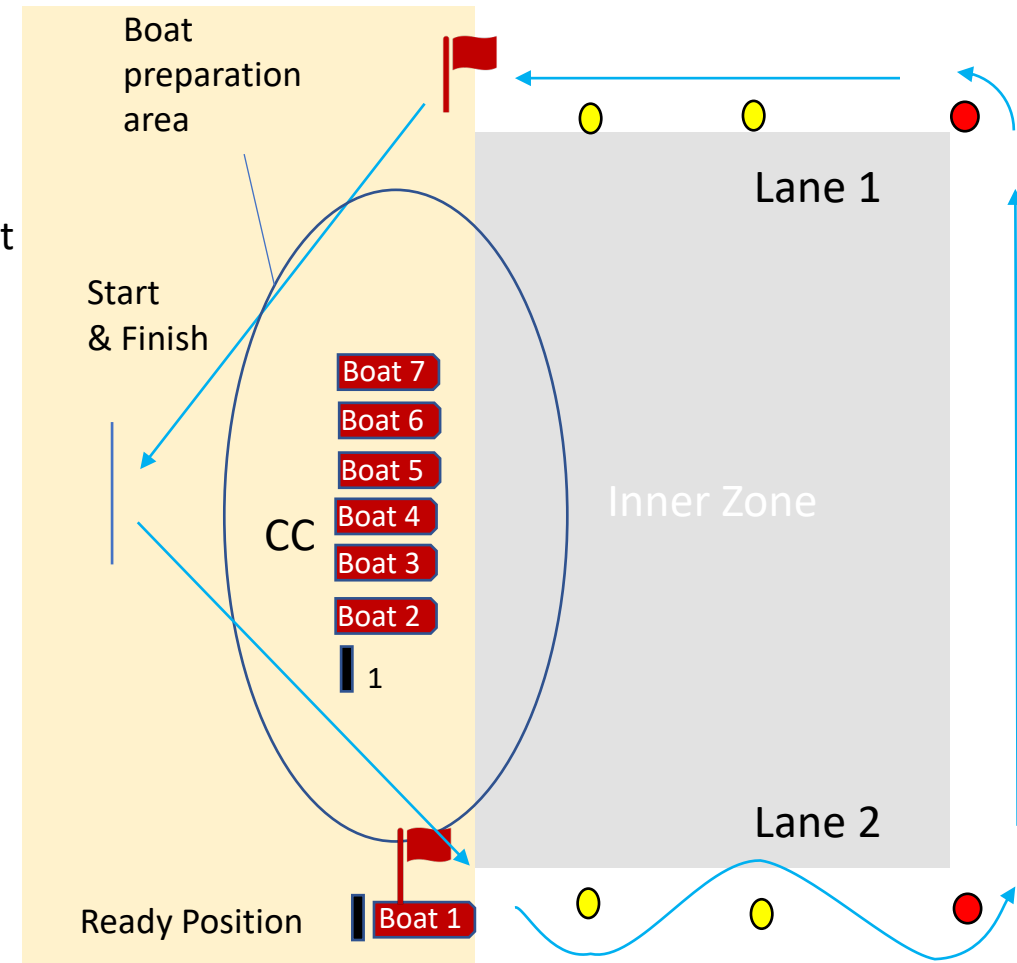 Boat
preparation
area
Lane 1
t
Start
& Finish
Boat 7
Boat 6
Boat 5
Inner Zone
Boat 4
CC
Boat 3
Boat 2
1
Lane 2
Ready Position
Boat 1